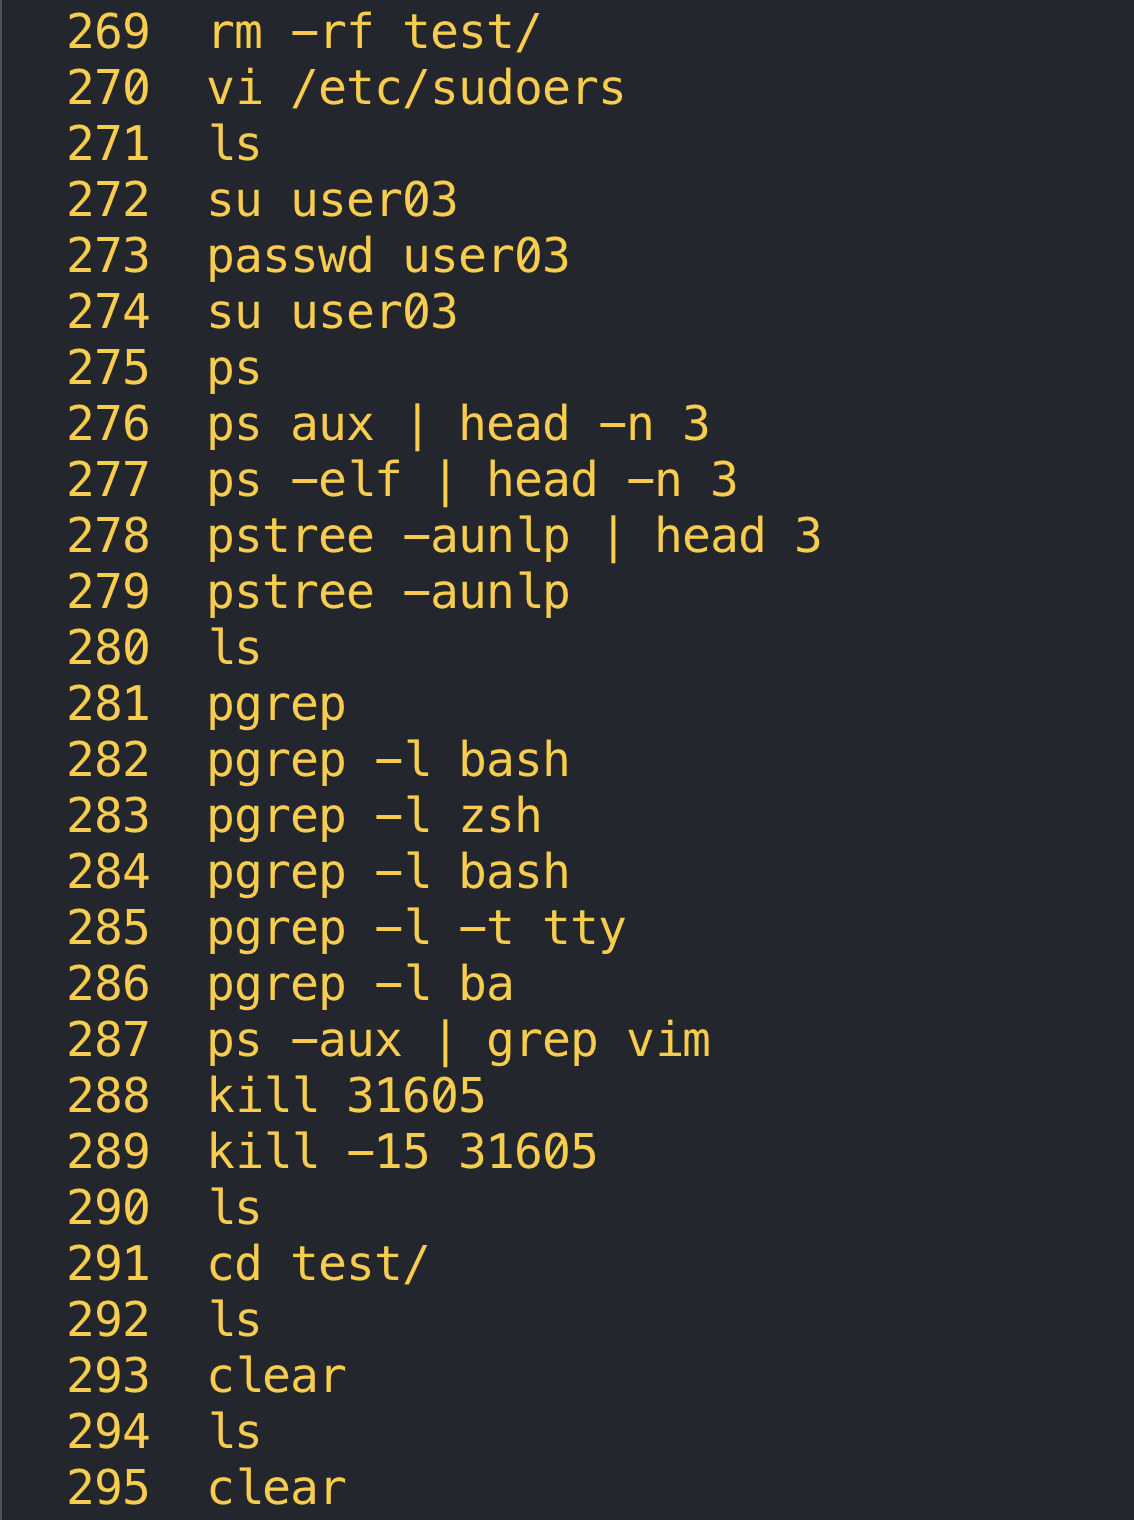 269 rm -rf test/
270 vi /etc/sudoers
271 ls
272 su user03
273 passwd user03
274 su user03
275 ps
276 ps aux | head -n 3
277 ps -elf | head -n 3
278 pstree -aunlp | head 3
279 pstree -aunlp
280 ls
281 pgrep
282 pgrep -l bash
283 pgrep -l zsh
284 pgrep -l bash
285 pgrep -l -t tty
286 pgrep -l ba
287 ps -aux | grep vim
288 kill 31605
289 kill -15 31605
290 ls
291 cd test/
292 ls
293 clear
294 ls
295 clear